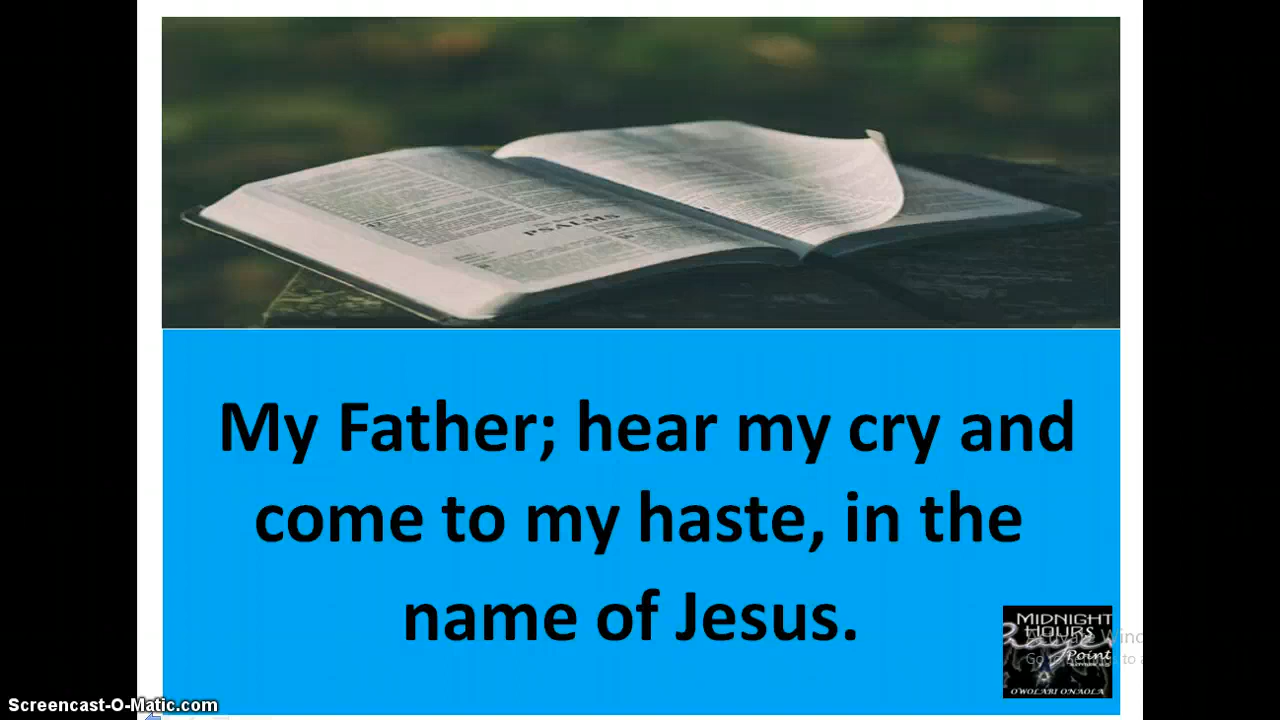 PSALMS
My Father; hear my cry and
come to my haste, in the
name of Jesus.
MIDNIGHT
HOURS
Point
OWOLABI ONAOLA
Screencast-O-Matic.com